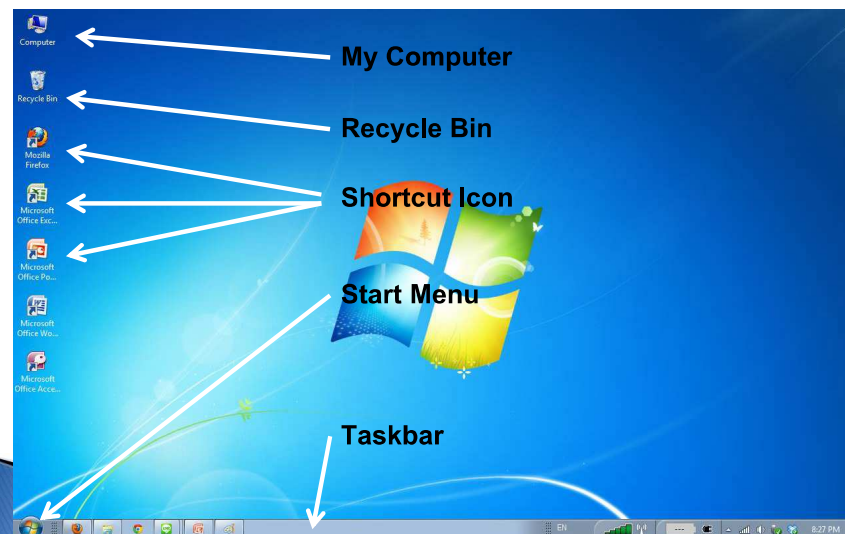 Computer
My Computer
Recycle Bin
Recycle Bin
Mozilla
Firefox
Shortcut Icon
Microsoft
Office Exc...
Microsoft
Office Po...
Start Menu
Microsoft
Office Wo...
Microsoft
Office Acce...
Taskbar
EN
8:27 PM